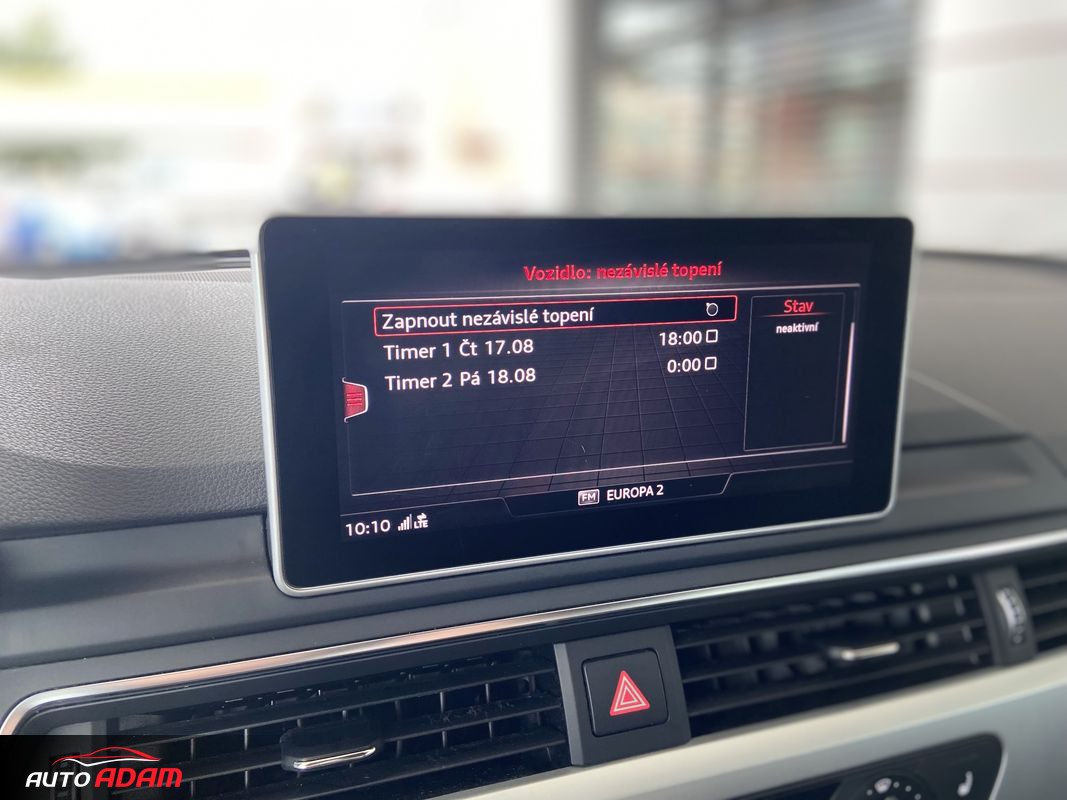 Vozidlo: nezávislé topení
Zapnout nezávislé topení
Timer 1 Čt 17.08 18:00
Timer 2 Pá 18.08 0:00
Stav
neaktivní
FM EUROPA 2
10:10 LTE
AUTO ADAM